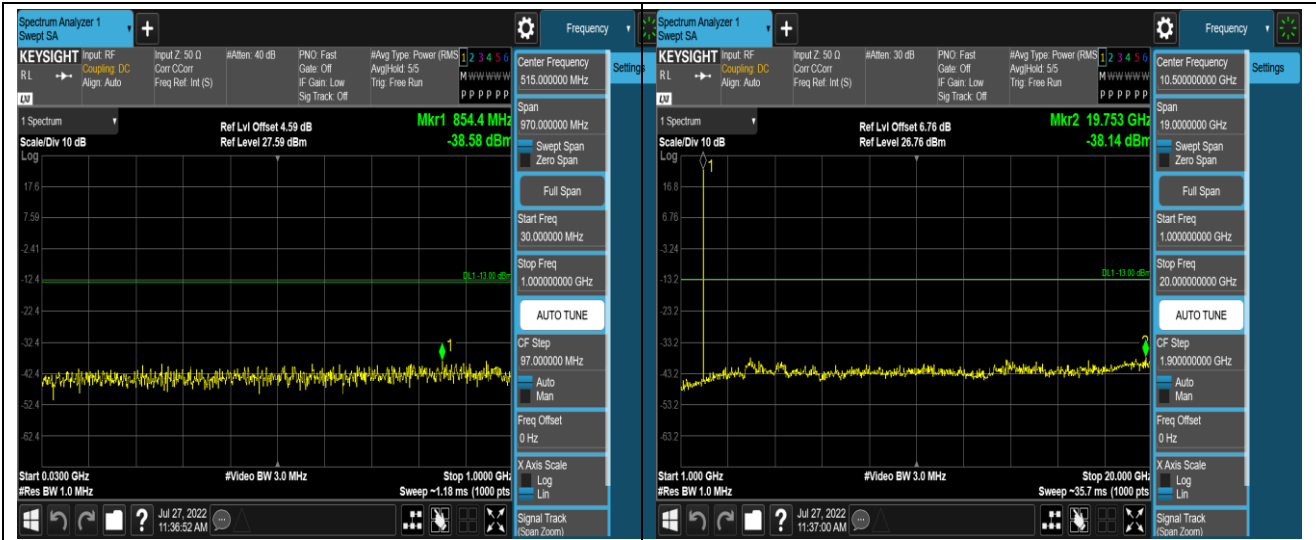 Spectrum Analyzer 1
Swept SA
+
Frequency
KEYSIGHT
Input: RF
Input Z: 50 Ω
#Atten: 40 dB
PNO: Fast
#Avg Type: Power (RMS
1 2 3 4 5 6
RL
Coupling: DC
Corr CCorr
Gate: Off
Avg|Hold: 5/5
M W W W W W
Align: Auto
Freq Ref: Int (S)
IF Gain: Low
Trig: Free Run
Sig Track: Off
P P P P P P
LXI
Center Frequency
515.000000 MHz
Settings
1 Spectrum
Ref Lvl Offset 4.59 dB
Mkr1 854.4 MHz
Scale/Div 10 dB
Ref Level 27.59 dBm
-38.58 dBm
Log
17.6
7.59
-2.41
-12.4
DL1 -13.00 dBm
-22.4
-32.4
1
-42.4
-52.4
-62.4
Start 0.0300 GHz
#Video BW 3.0 MHz
Stop 1.0000 GHz
#Res BW 1.0 MHz
Sweep ~1.18 ms (1000 pts
Span
970.000000 MHz
Swept Span
Zero Span
Full Span
Start Freq
30.000000 MHz
Stop Freq
1.000000000 GHz
AUTO TUNE
CF Step
97.000000 MHz
Auto
Man
Freq Offset
0 Hz
X Axis Scale
Log
Lin
Signal Track
(Span Zoom)
?
Jul 27, 2022
11:36:52 AM
Spectrum Analyzer 1
Swept SA
+
Frequency
KEYSIGHT
Input: RF
Input Z: 50 Ω
#Atten: 30 dB
PNO: Fast
#Avg Type: Power (RMS
1 2 3 4 5 6
RL
Coupling: DC
Corr CCorr
Gate: Off
Avg|Hold: 5/5
M W W W W W
Align: Auto
Freq Ref: Int (S)
IF Gain: Low
Trig: Free Run
Sig Track: Off
P P P P P P
LXI
Center Frequency
10.500000000 GHz
Settings
1 Spectrum
Ref Lvl Offset 6.76 dB
Mkr2 19.753 GHz
Scale/Div 10 dB
Ref Level 26.76 dBm
-38.14 dBm
Log
1
16.8
6.76
-3.24
-13.2
DL1 -13.00 dBm
-23.2
-33.2
2
-43.2
-53.2
-63.2
Start 1.000 GHz
#Video BW 3.0 MHz
Stop 20.000 GHz
#Res BW 1.0 MHz
Sweep ~35.7 ms (1000 pts
Span
19.0000000 GHz
Swept Span
Zero Span
Full Span
Start Freq
1.000000000 GHz
Stop Freq
20.000000000 GHz
AUTO TUNE
CF Step
1.900000000 GHz
Auto
Man
Freq Offset
0 Hz
X Axis Scale
Log
Lin
Signal Track
(Span Zoom)
?
Jul 27, 2022
11:37:00 AM